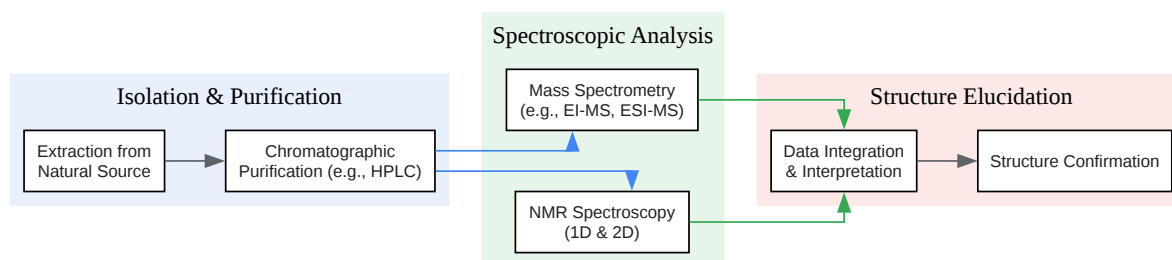 Isolation & Purification
Extraction from
Natural Source
Chromatographic
Purification (e.g., HPLC)
Spectroscopic Analysis
Mass Spectrometry
(e.g., EI-MS, ESI-MS)
NMR Spectroscopy
(1D & 2D)
Structure Elucidation
Data Integration
& Interpretation
Structure Confirmation